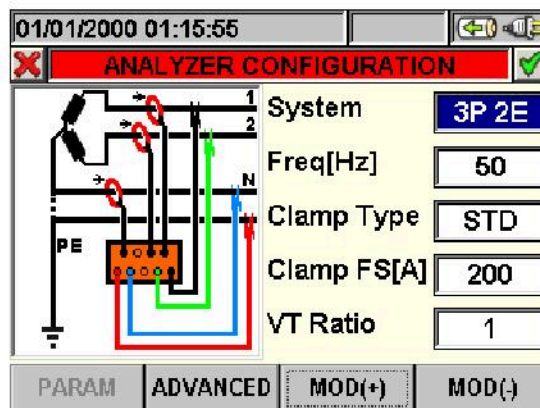 01/01/2000 01:15:55
ANALYZER CONFIGURATION
1
2
N
PE
System 3P 2E
Freq[Hz] 50
Clamp Type STD
Clamp FS[A] 200
VT Ratio 1
PARAM ADVANCED MOD(+) MOD(-)